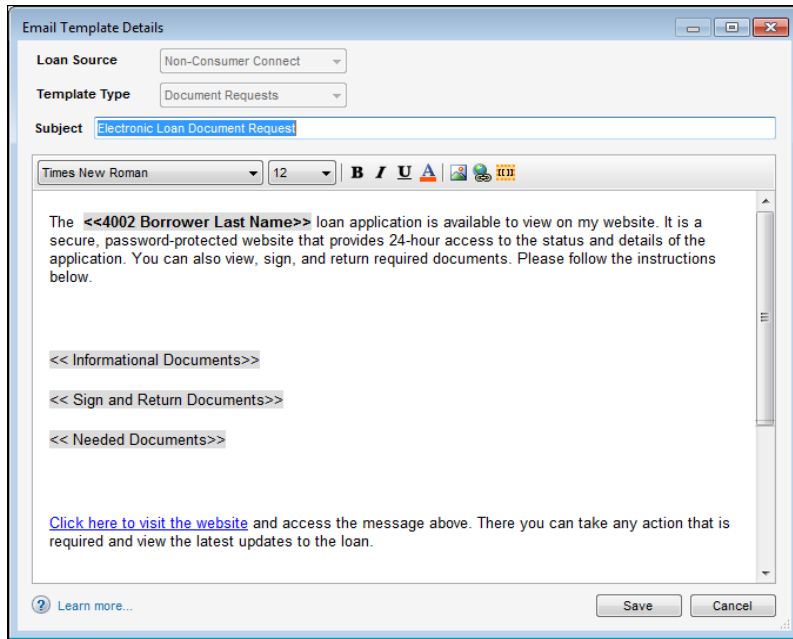 Email Template Details
Loan Source Non-Consumer Connect
Template Type Document Requests
Subject Electronic Loan Document Request
Times New Roman 12 B I U A
The <<4002 Borrower Last Name>> loan application is available to view on my website. It is a
secure, password-protected website that provides 24-hour access to the status and details of the
application. You can also view, sign, and return required documents. Please follow the instructions
below.
<< Informational Documents>>
<< Sign and Return Documents>>
<< Needed Documents>>
Click here to visit the website and access the message above. There you can take any action that is
required and view the latest updates to the loan.
? Learn more... Save Cancel